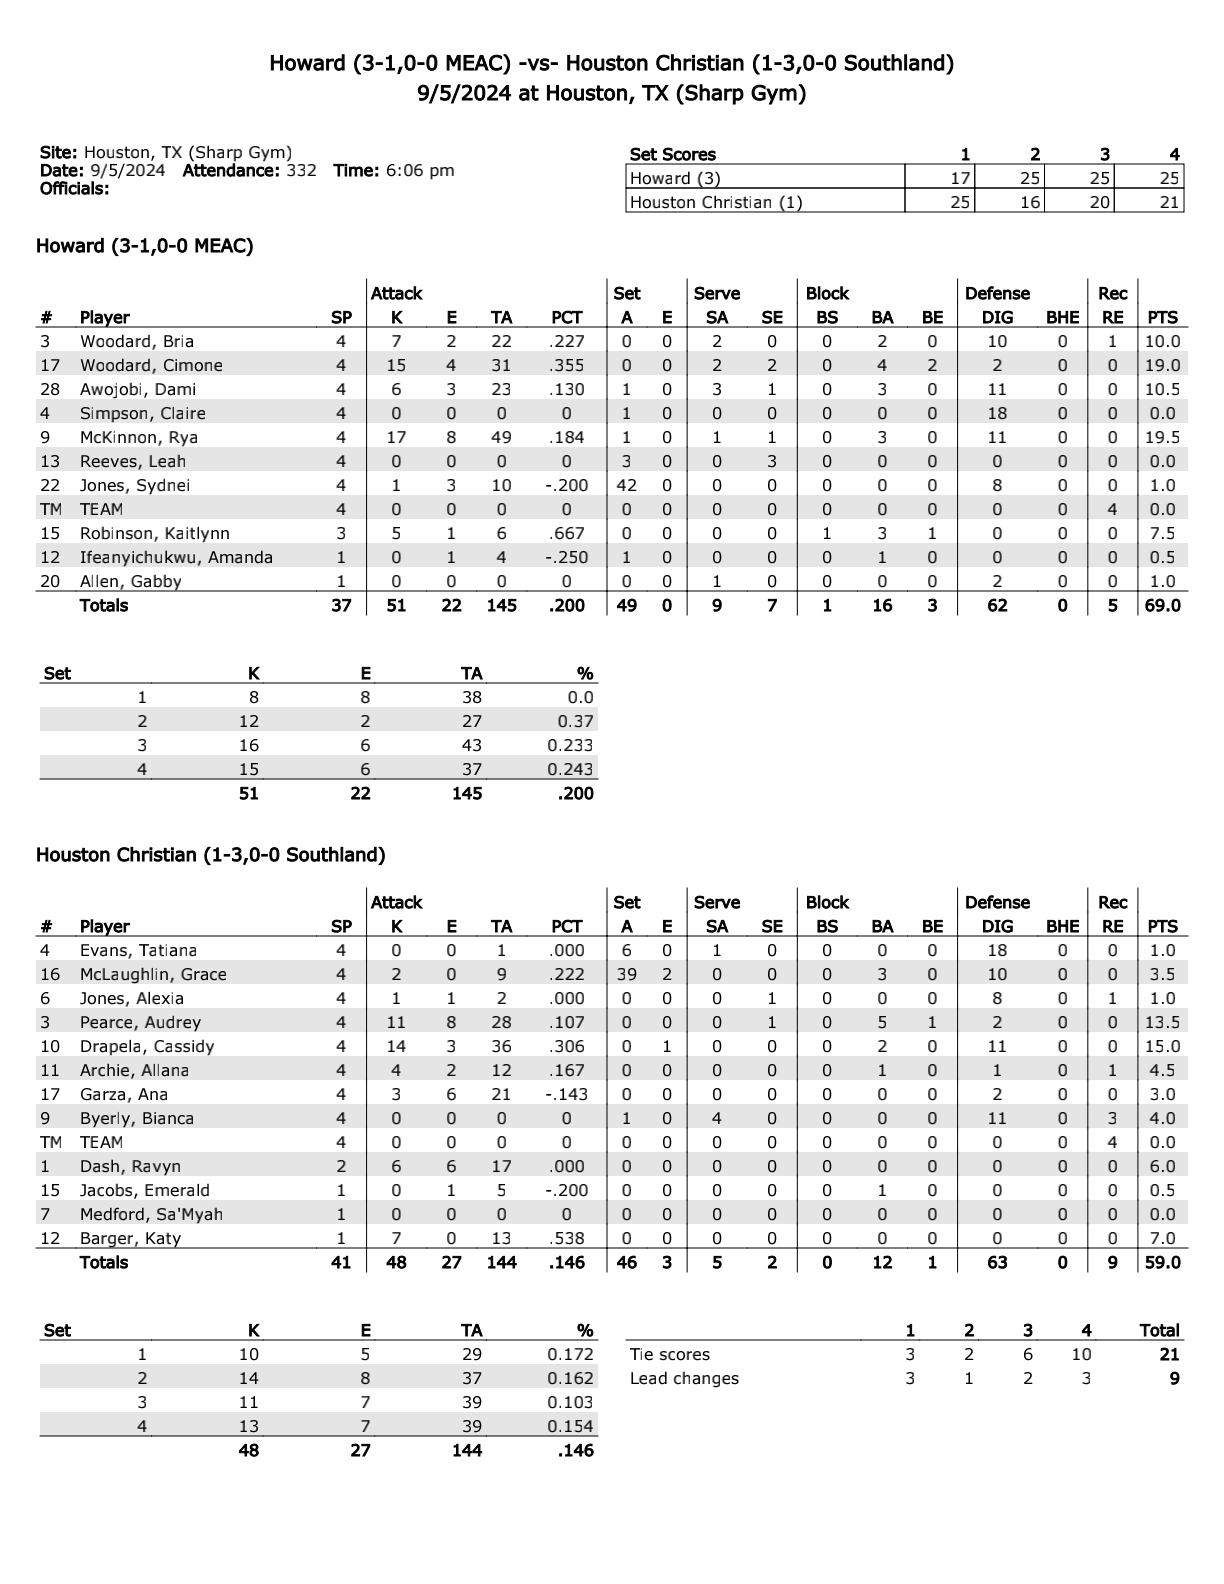 Howard (3-1,0-0 MEAC) -vs- Houston Christian (1-3,0-0 Southland)
9/5/2024 at Houston, TX (Sharp Gym)
Site: Houston, TX (Sharp Gym)
Date: 9/5/2024 Attendance: 332 Time: 6:06 pm
Officials:
Set Scores 1 2 3 4
Howard (3) 17 25 25 25
Houston Christian (1) 25 16 20 21
Howard (3-1,0-0 MEAC)
Attack Set Serve Block Defense Rec
# Player SP K E TA PCT A E SA SE BS BA BE DIG BHE RE PTS
3 Woodard, Bria 4 7 2 22 .227 0 0 2 0 0 2 0 10 0 1 10.0
17 Woodard, Cimone 4 15 4 31 .355 0 0 2 2 0 4 2 2 0 0 19.0
28 Awojobi, Dami 4 6 3 23 .130 1 0 3 1 0 3 0 11 0 0 10.5
4 Simpson, Claire 4 0 0 0 0 1 0 0 0 0 0 0 18 0 0 0.0
9 McKinnon, Rya 4 17 8 49 .184 1 0 1 1 0 3 0 11 0 0 19.5
13 Reeves, Leah 4 0 0 0 0 3 0 0 3 0 0 0 0 0 0 0.0
22 Jones, Sydnei 4 1 3 10 -.200 42 0 0 0 0 0 0 8 0 0 1.0
TM TEAM 4 0 0 0 0 0 0 0 0 0 0 0 0 0 4 0.0
15 Robinson, Kaitlynn 3 5 1 6 .667 0 0 0 0 1 3 1 0 0 0 7.5
12 Ifeanyichukwu, Amanda 1 0 1 4 -.250 1 0 0 0 0 1 0 0 0 0 0.5
20 Allen, Gabby 1 0 0 0 0 0 0 1 0 0 0 0 2 0 0 1.0
Totals 37 51 22 145 .200 49 0 9 7 1 16 3 62 0 5 69.0
Set K E TA %
1 8 8 38 0.0
2 12 2 27 0.37
3 16 6 43 0.233
4 15 6 37 0.243
51 22 145 .200
Houston Christian (1-3,0-0 Southland)
Attack Set Serve Block Defense Rec
# Player SP K E TA PCT A E SA SE BS BA BE DIG BHE RE PTS
4 Evans, Tatiana 4 0 0 1 .000 6 0 1 0 0 0 0 18 0 0 1.0
16 McLaughlin, Grace 4 2 0 9 .222 39 2 0 0 0 3 0 10 0 0 3.5
6 Jones, Alexia 4 1 1 2 .000 0 0 0 1 0 0 0 8 0 1 1.0
3 Pearce, Audrey 4 11 8 28 .107 0 0 0 1 0 5 1 2 0 0 13.5
10 Drapela, Cassidy 4 14 3 36 .306 0 1 0 0 0 2 0 11 0 0 15.0
11 Archie, Allana 4 4 2 12 .167 0 0 0 0 0 1 0 1 0 1 4.5
17 Garza, Ana 4 3 6 21 -.143 0 0 0 0 0 0 0 2 0 0 3.0
9 Byerly, Bianca 4 0 0 0 0 1 0 4 0 0 0 0 11 0 3 4.0
TM TEAM 4 0 0 0 0 0 0 0 0 0 0 0 0 0 4 0.0
1 Dash, Ravyn 2 6 6 17 .000 0 0 0 0 0 0 0 0 0 0 6.0
15 Jacobs, Emerald 1 0 1 5 -.200 0 0 0 0 0 1 0 0 0 0 0.5
7 Medford, Sa'Myah 1 0 0 0 0 0 0 0 0 0 0 0 0 0 0 0.0
12 Barger, Katy 1 7 0 13 .538 0 0 0 0 0 0 0 0 0 0 7.0
Totals 41 48 27 144 .146 46 3 5 2 0 12 1 63 0 9 59.0
Set K E TA %
1 10 5 29 0.172
2 14 8 37 0.162
3 11 7 39 0.103
4 13 7 39 0.154
48 27 144 .146
1 2 3 4 Total
Tie scores 3 2 6 10 21
Lead changes 3 1 2 3 9